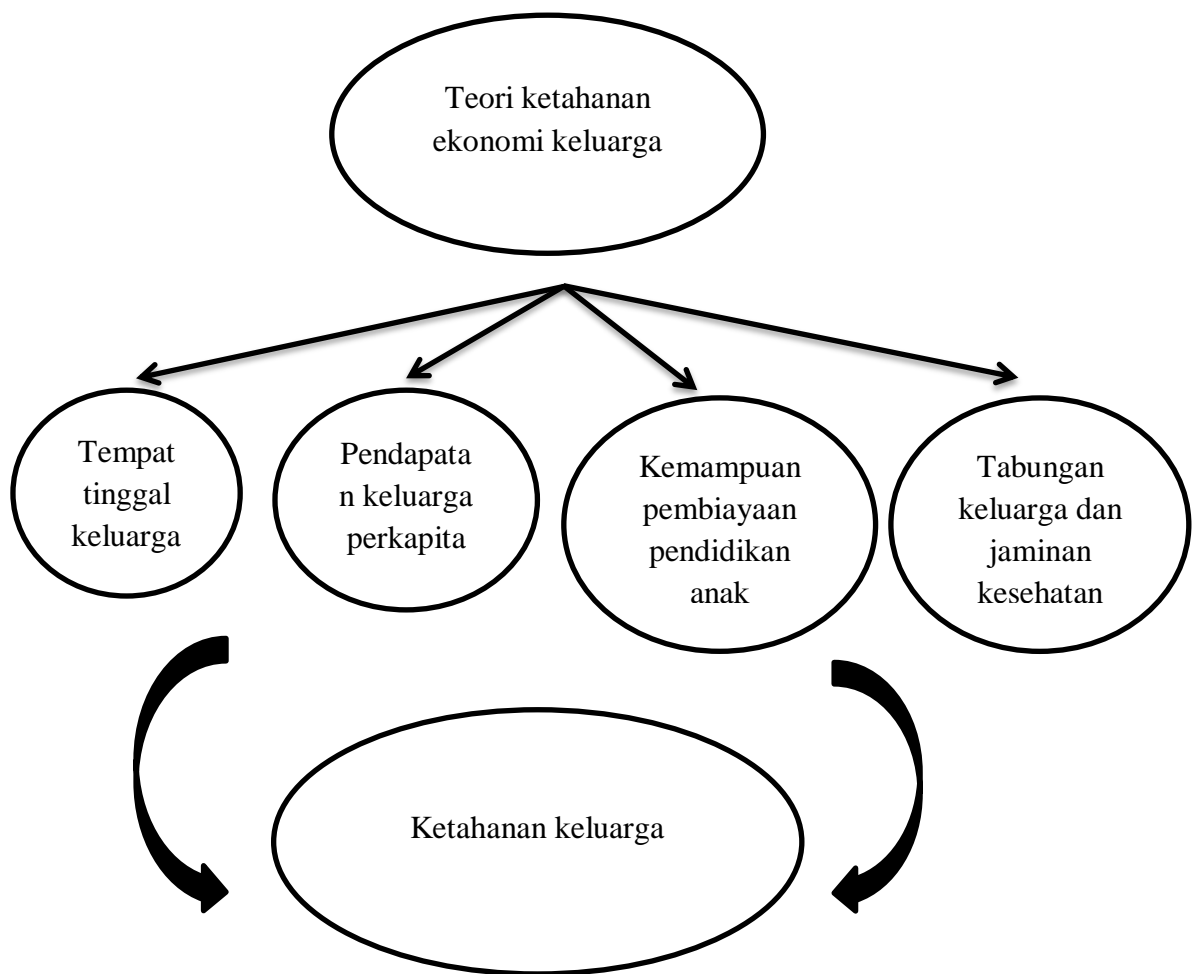 Teori ketahanan
ekonomi keluarga
Tempat
tinggal
keluarga
Pendapata
n keluarga
perkapita
Kemampuan
pembiayaan
pendidikan
anak
Tabungan
keluarga dan
jaminan
kesehatan
Ketahanan keluarga